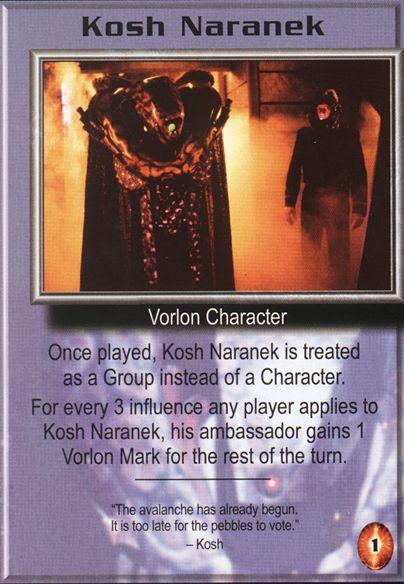 Kosh Naranek
Vorlon Character
Once played, Kosh Naranek is treated
as a Group instead of a Character.
For every 3 influence any player applies to
Kosh Naranek, his ambassador gains 1
Vorlon Mark for the rest of the turn.
“The avalanche has already begun.
It is too late for the pebbles to vote.”
– Kosh
1